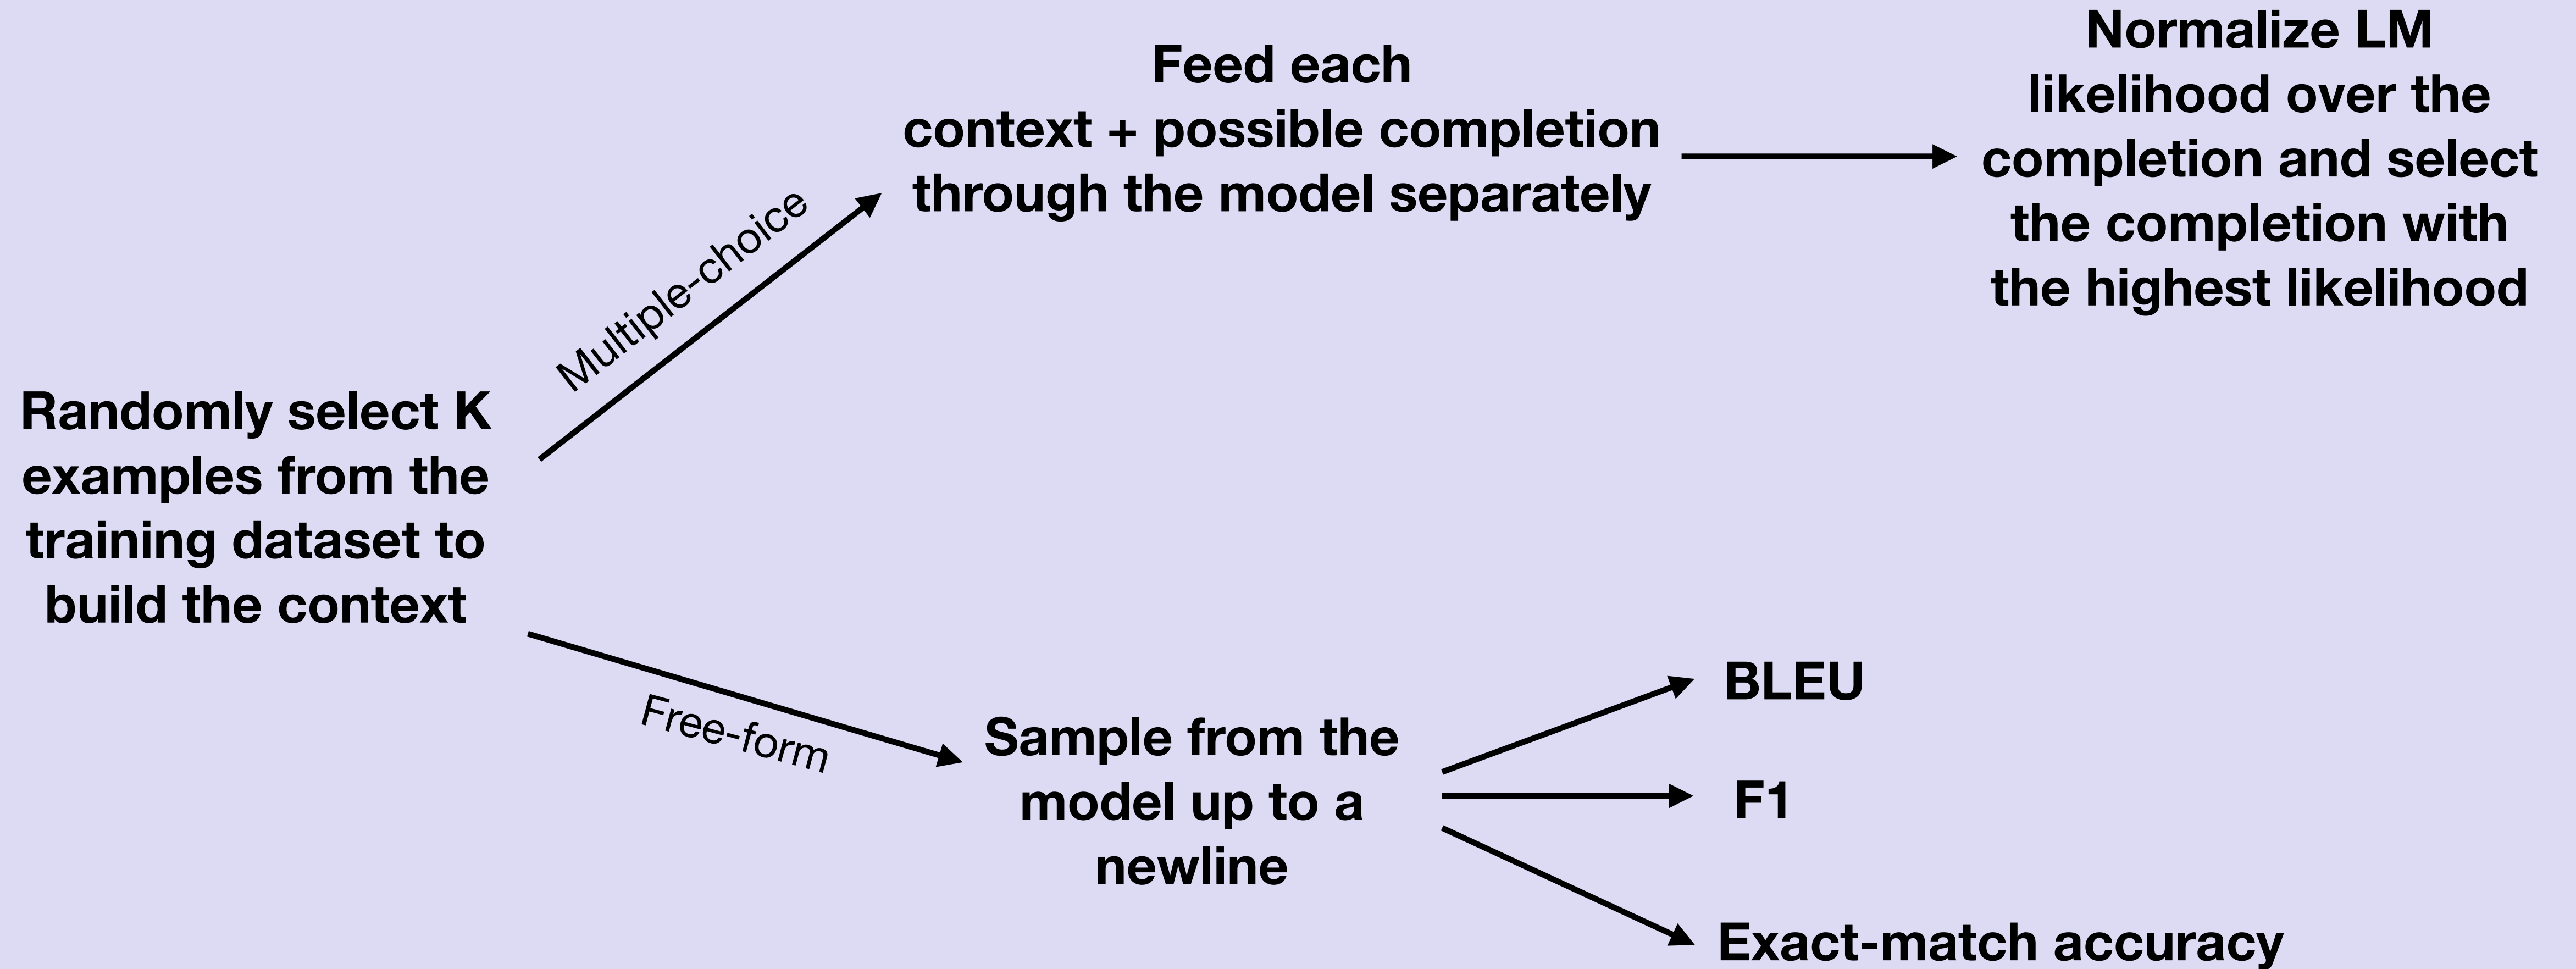 Randomly select K
examples from the
training dataset to
build the context
Multiple-choice
Feed each
context + possible completion
through the model separately
Normalize LM
likelihood over the
completion and select
the completion with
the highest likelihood
Free-form
Sample from the
model up to a
newline
BLEU
F1
Exact-match accuracy